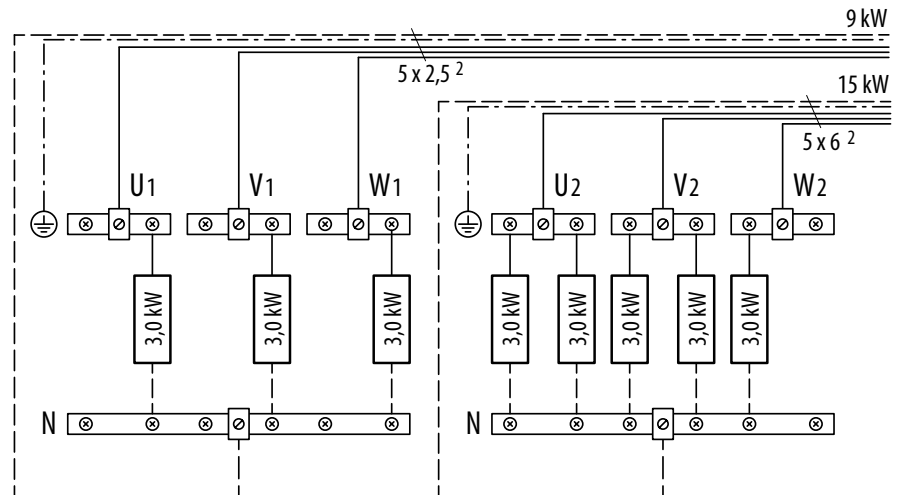 9 kW
5 x 2,5 ²
15 kW
5 x 6 ²
U1 V1 W1 U2 V2 W2
3,0 kW 3,0 kW 3,0 kW 3,0 kW 3,0 kW 3,0 kW 3,0 kW 3,0 kW
N N